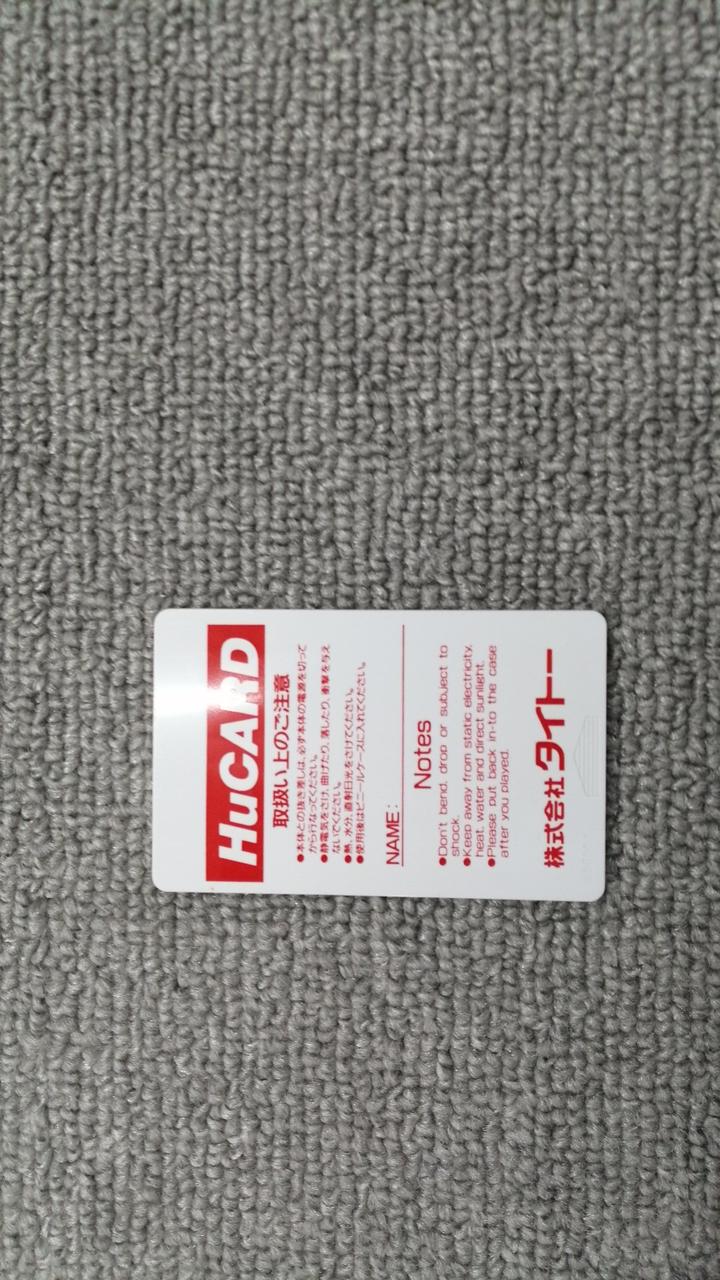 HuCARD
取扱い上のご注意
●本体との抜き差しは、必ず本体の電源を切って
から行なってください。
●静電気をさけ、曲げたり、落したり、衝撃を与え
ないでください。
●熱、水分、直射日光をさけてください。
●使用後はビニールケースに入れてください。
NAME:
Notes
●Don't bend, drop or subject to
shock.
●Keep away from static electricity,
heat, water and direct sunlight.
●Please put back in-to the case
after you played.
株式会社タイトー